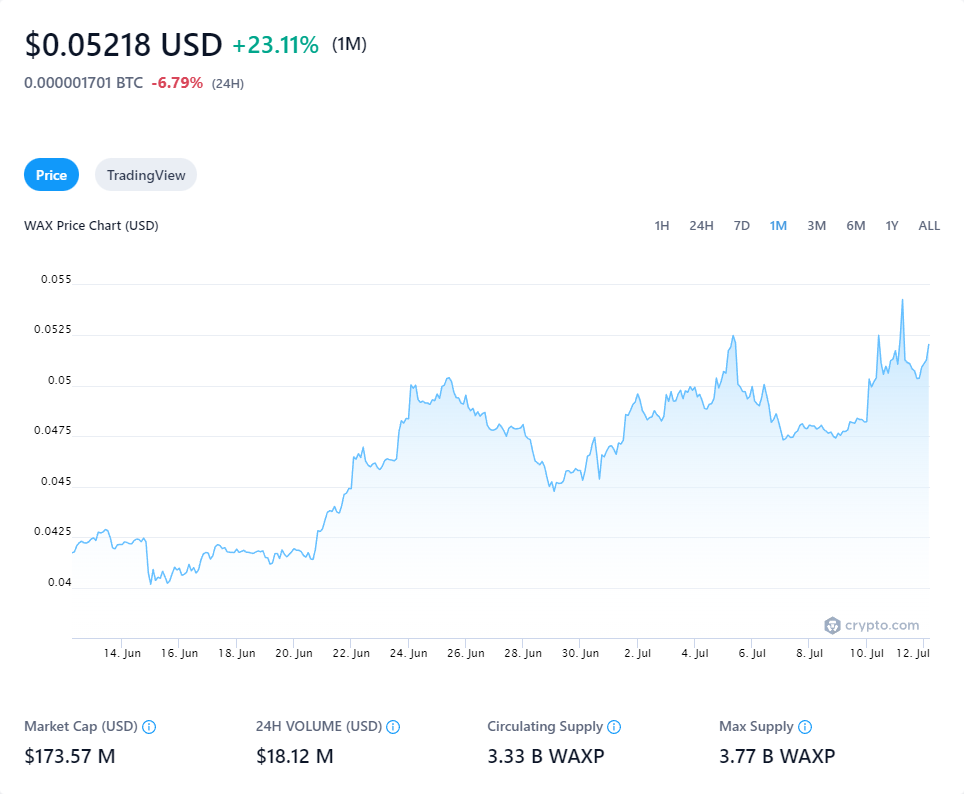 $0.05218 USD +23.11% (1M)
0.000001701 BTC -6.79% (24H)
Price TradingView
WAX Price Chart (USD) 1H 24H 7D 1M 3M 6M 1Y ALL
0.055
0.0525
0.05
0.0475
0.045
0.0425
0.04
crypto.com
14. Jun 16. Jun 18. Jun 20. Jun 22. Jun 24. Jun 26. Jun 28. Jun 30. Jun 2. Jul 4. Jul 6. Jul 8. Jul 10. Jul 12. Jul
Market Cap (USD) 24H VOLUME (USD) Circulating Supply Max Supply
$173.57 M $18.12 M 3.33 B WAXP 3.77 B WAXP